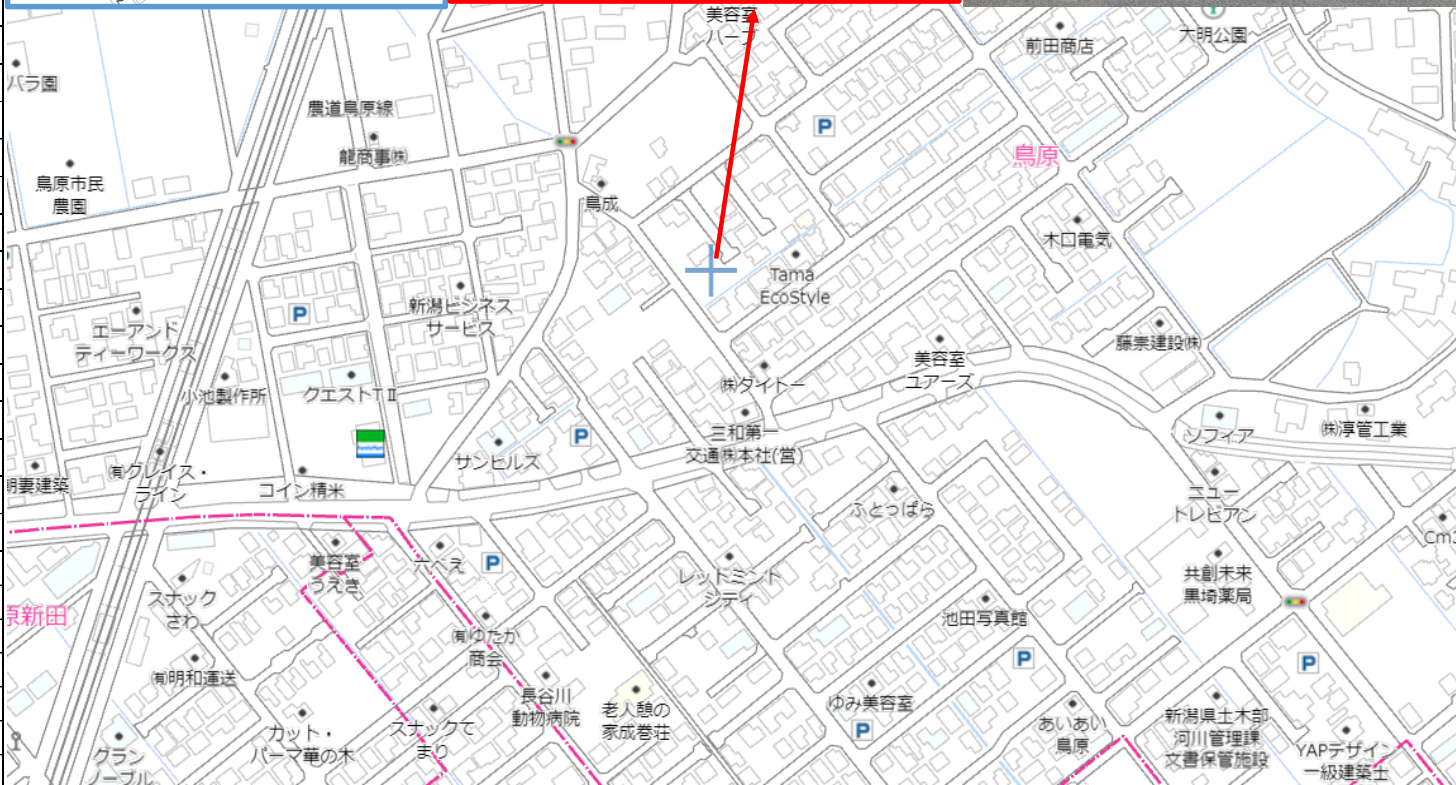 美容室
ハーブ
前田商店
大明公園
バラ園
農道鳥原線
P
龍商事㈱
鳥原
鳥原市民
農園
鳥成
木口電気
Tama
EcoStyle
新潟ビジネス
サービス
P
エーアンド
ティーワークス
藤崇建設㈱
美容室
ユアーズ
㈱ダイトー
小池製作所
クエストTⅡ
FamilyMart
三和第一
交通㈱本社(営)
P
ソフィア
㈱淳管工業
サンヒルズ
㈲グレイス・
ライン
朝妻建築
コイン精米
ニュー
トレビアン
ふとっぱら
Cm3
美容室
うえき
六べえ
P
レッドミント
シティ
共創未来
黒埼薬局
スナック
さわ
原新田
池田写真館
㈲ゆたか
商会
P
P
㈲明和運送
長谷川
動物病院
老人憩の
家成巻荘
ゆみ美容室
P
あいあい
鳥原
新潟県土木部
河川管理課
文書保管施設
カット・
パーマ華の木
スナックて
まり
グラン
ノーブル
YAPデザイン
一級建築士